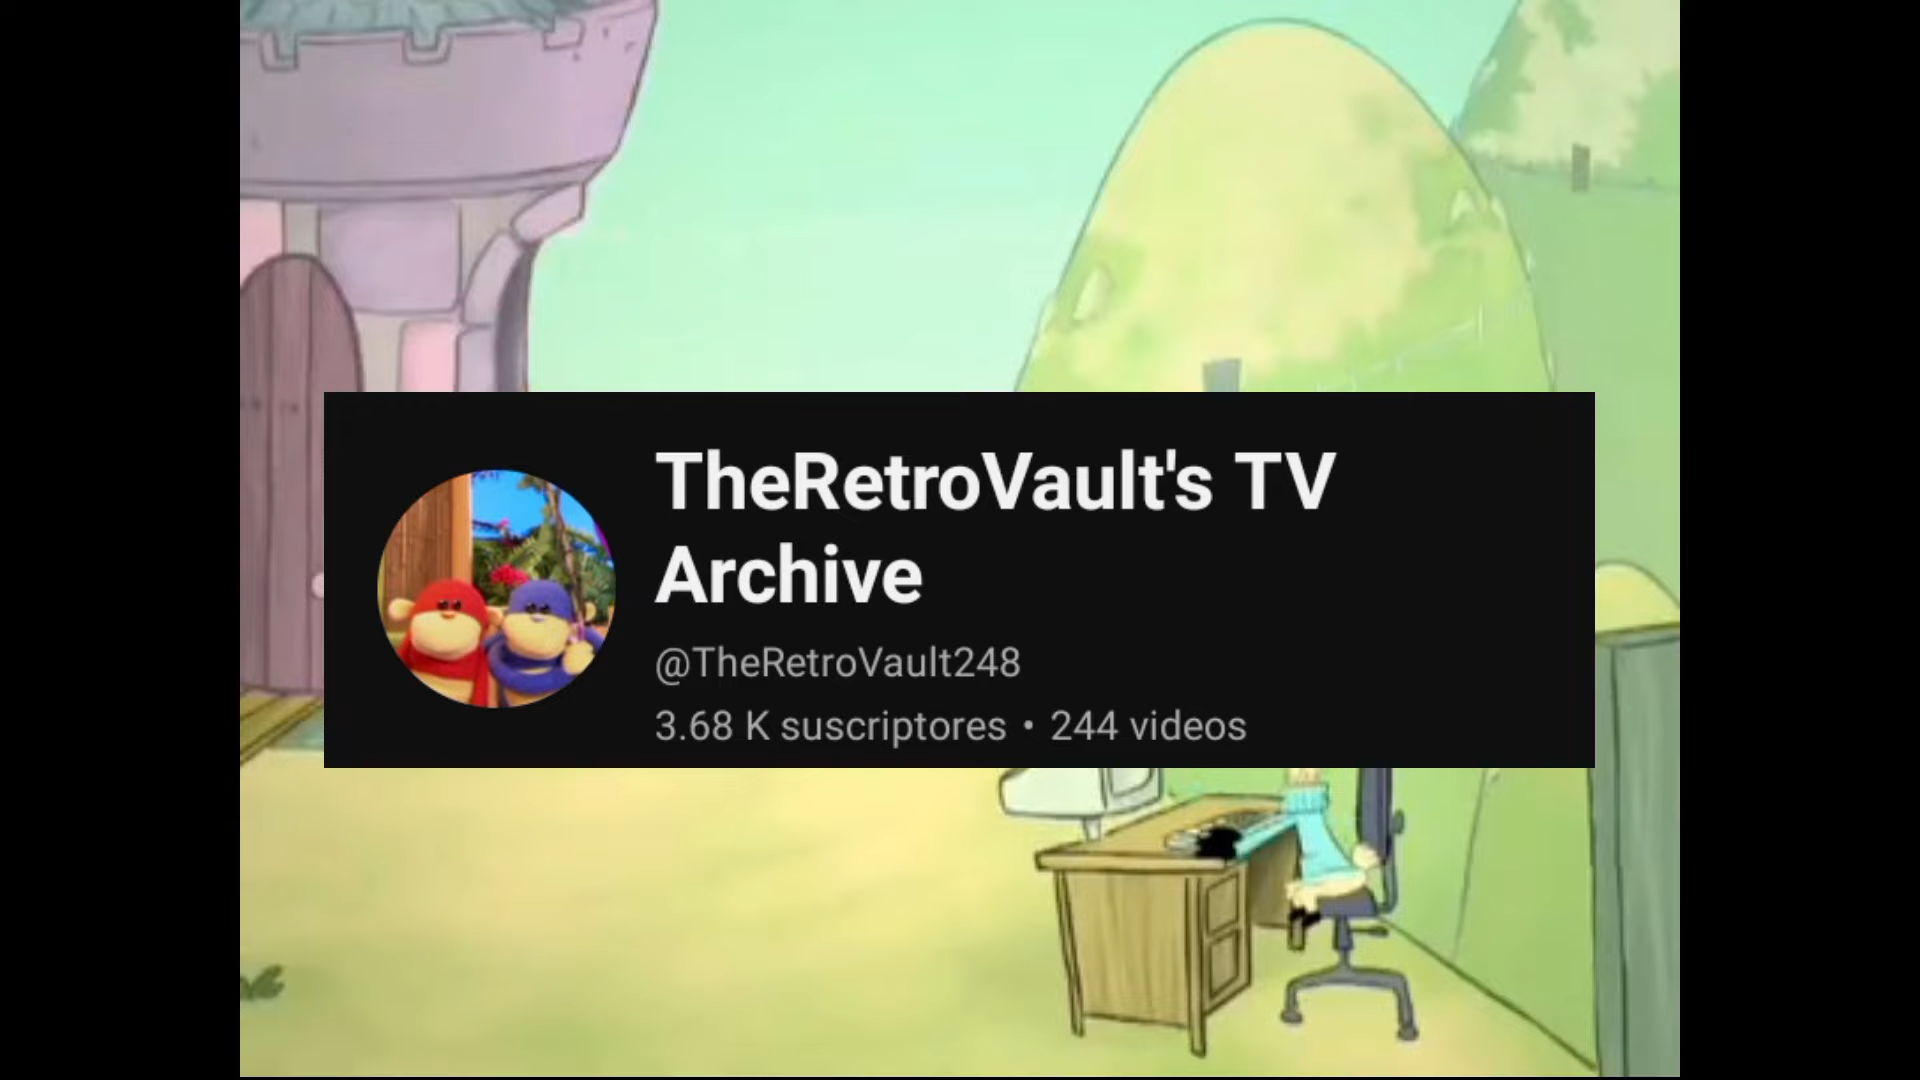 TheRetroVault's TV
Archive
@TheRetroVault248
3.68 K suscriptores • 244 videos